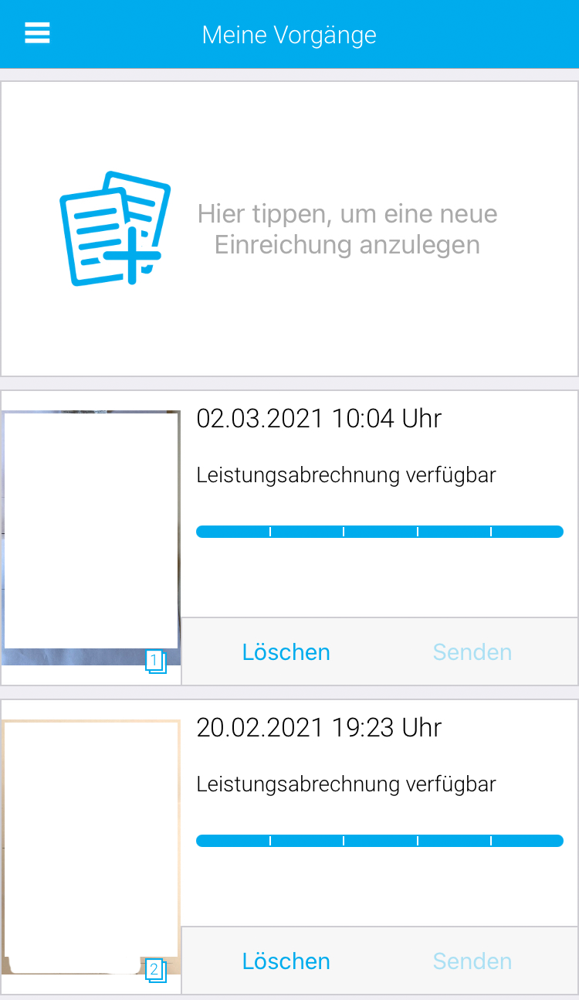 Meine Vorgänge
Hier tippen, um eine neue
Einreichung anzulegen
02.03.2021 10:04 Uhr
Leistungsabrechnung verfügbar
1
Löschen
Senden
20.02.2021 19:23 Uhr
Leistungsabrechnung verfügbar
2
Löschen
Senden